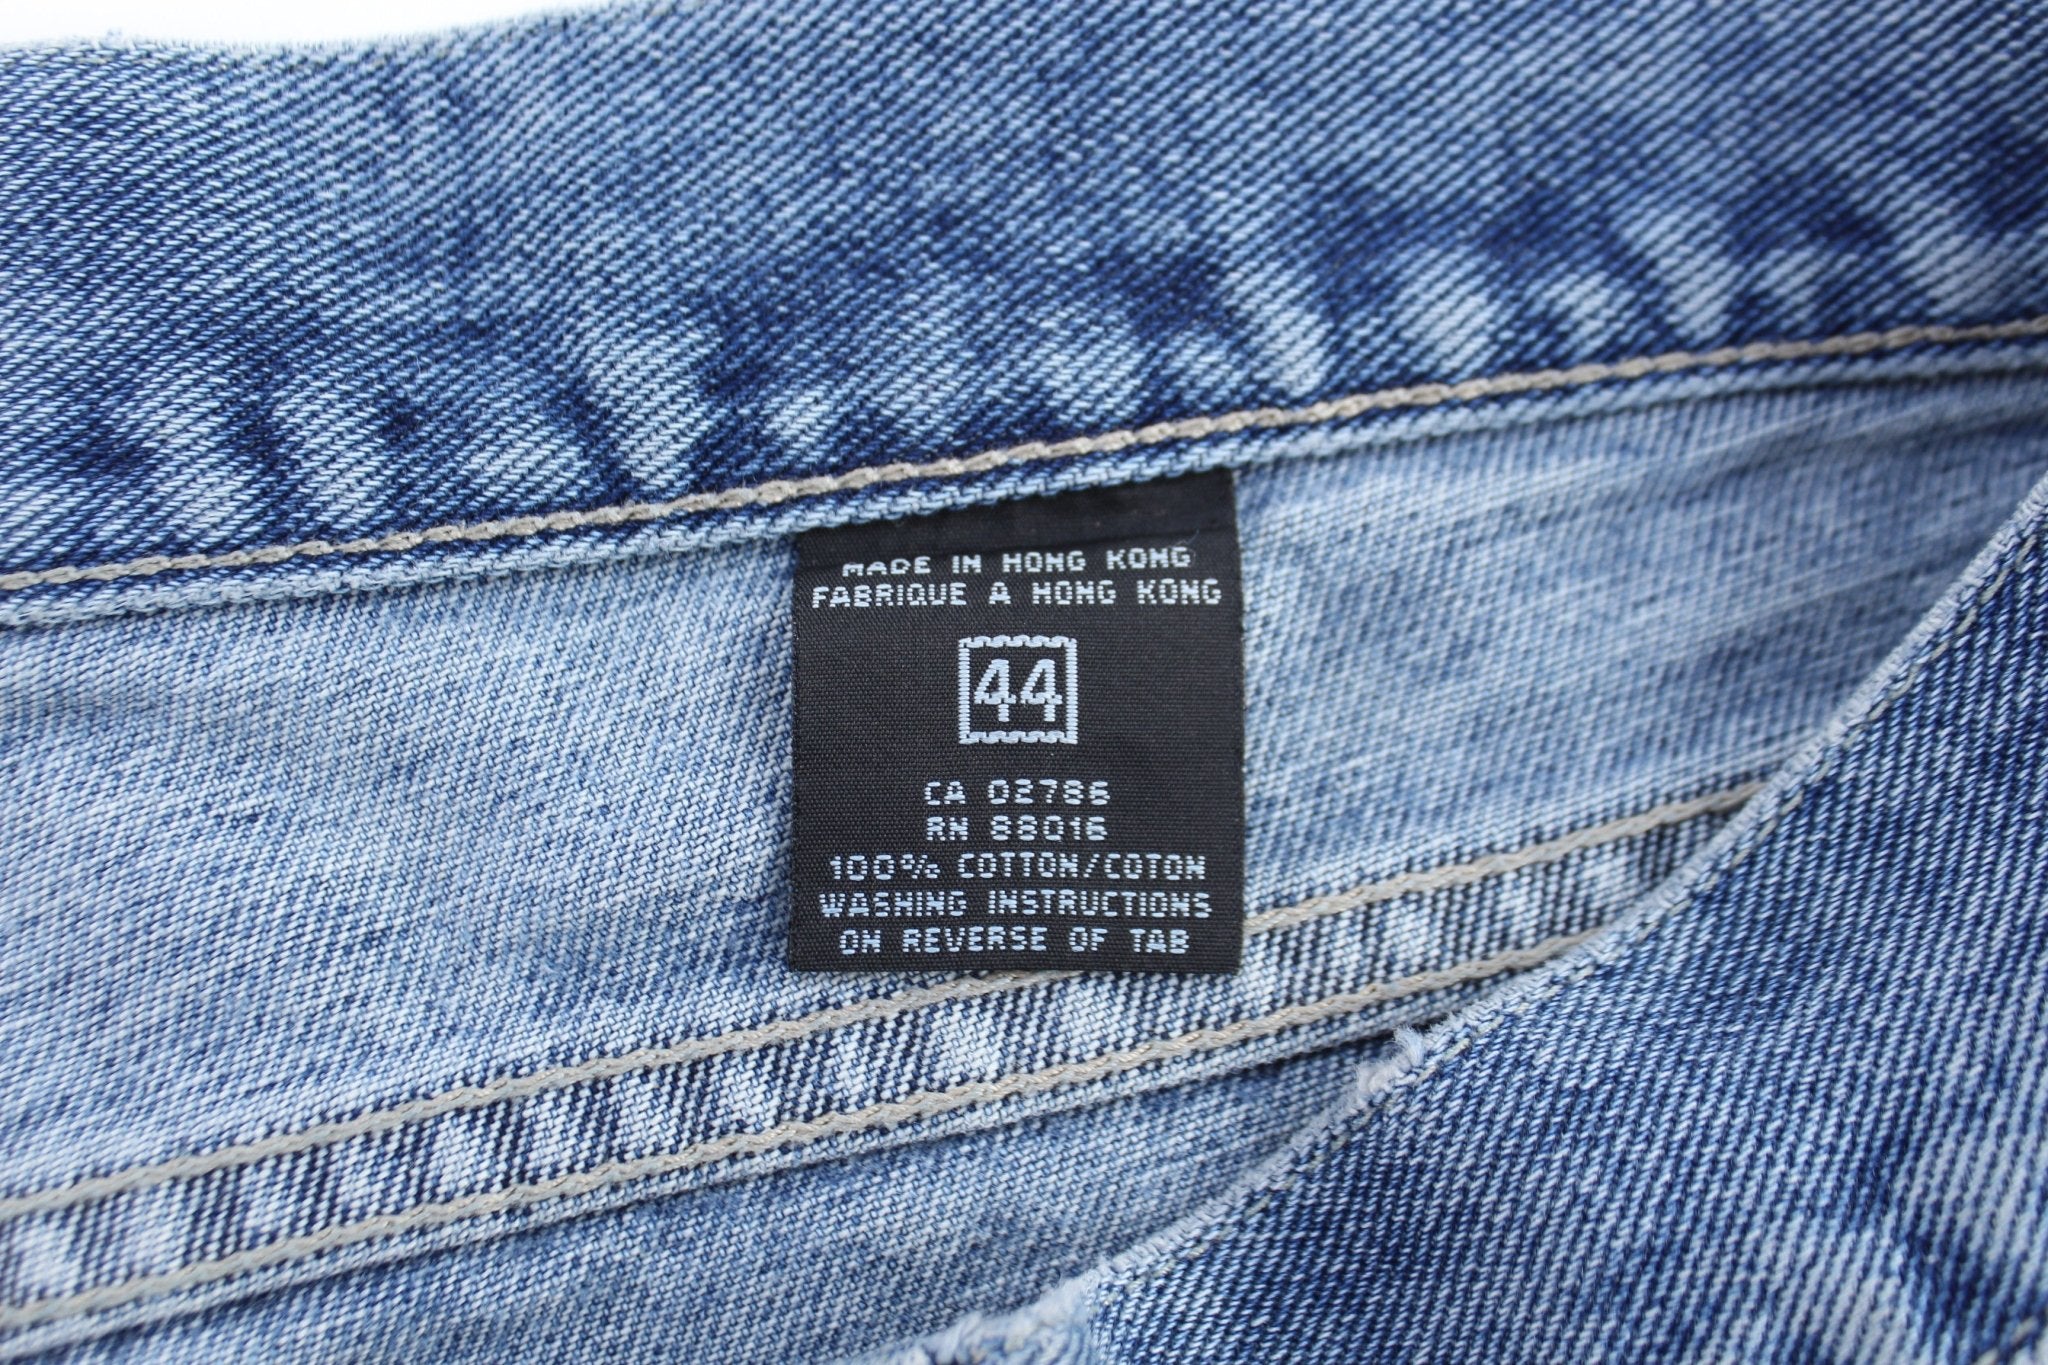 MADE IN HONG KONG
FABRIQUE A HONG KONG
44
CA 02786
RN 88016
100% COTTON/COTON
WASHING INSTRUCTIONS
ON REVERSE OF TAB